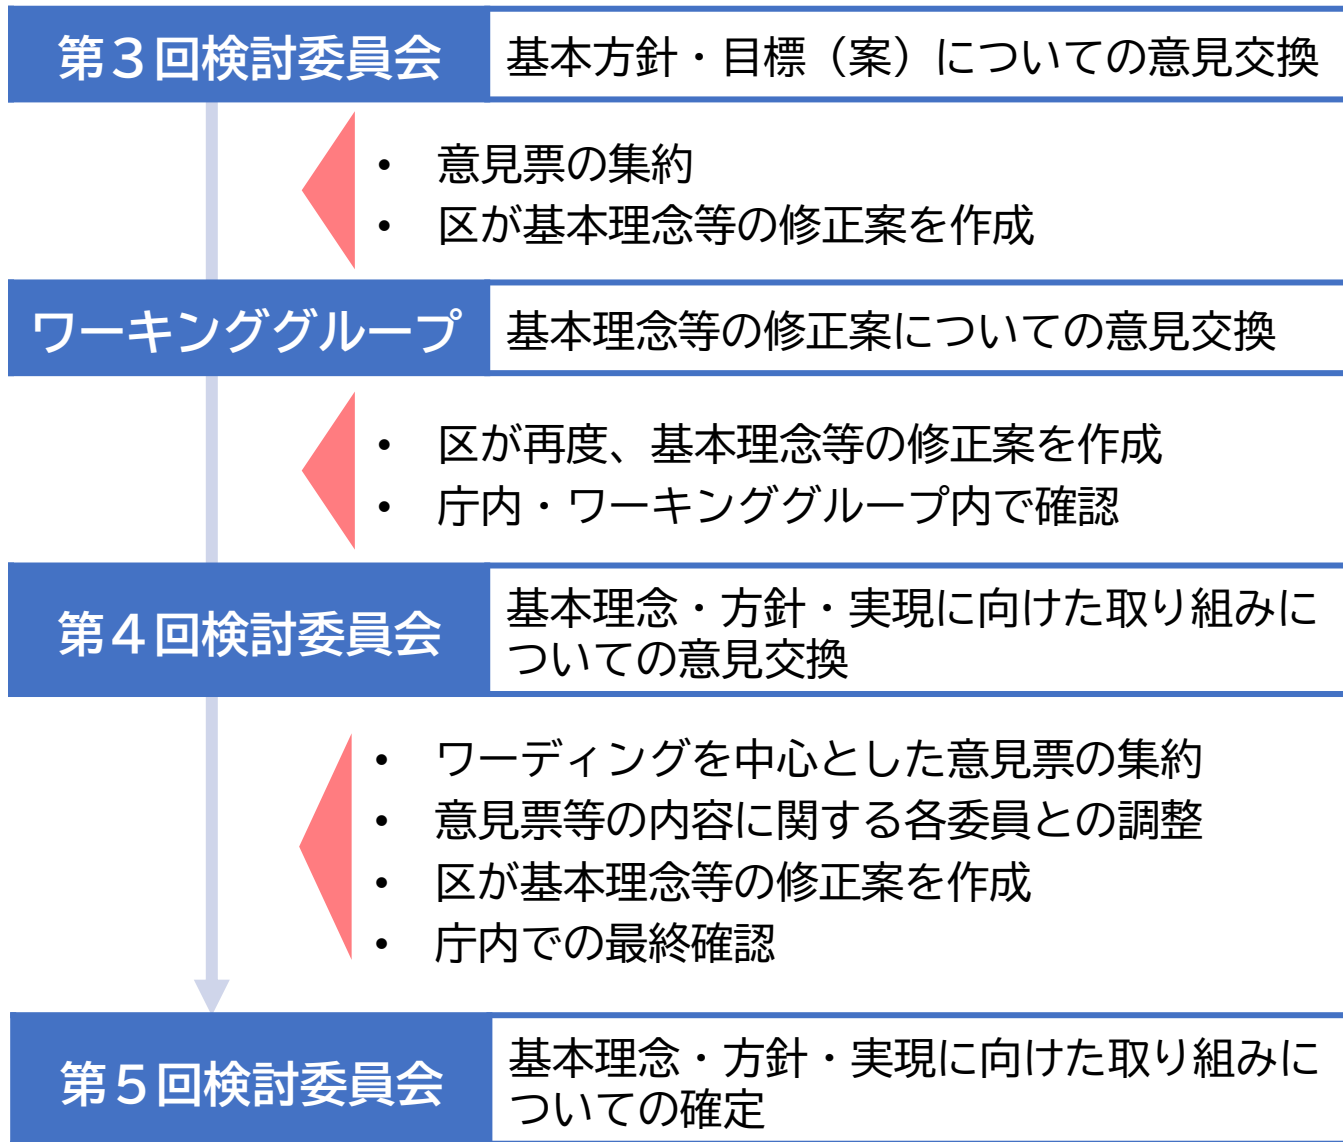 第３回検討委員会
基本方針・目標（案）についての意見交換
• 意見票の集約
• 区が基本理念等の修正案を作成
ワーキンググループ
基本理念等の修正案についての意見交換
• 区が再度、基本理念等の修正案を作成
• 庁内・ワーキンググループ内で確認
第４回検討委員会
基本理念・方針・実現に向けた取り組みに
ついての意見交換
• ワーディングを中心とした意見票の集約
• 意見票等の内容に関する各委員との調整
• 区が基本理念等の修正案を作成
• 庁内での最終確認
第５回検討委員会
基本理念・方針・実現に向けた取り組みに
ついての確定